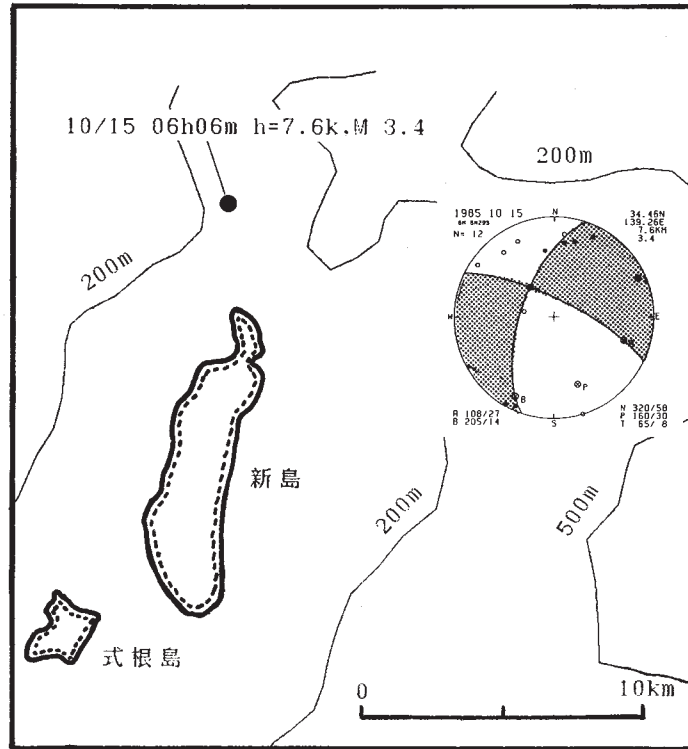 10/15 06h06m h=7.6k.M 3.4
200m
200m
1985 10 15
N= 12
N
34.46N
139.26E
7.6KM
3.4
W
E
P
B
S
A 108/27
B 205/14
N 320/58
P 160/30
T 65/ 8
新島
200m
500m
式根島
0
10km